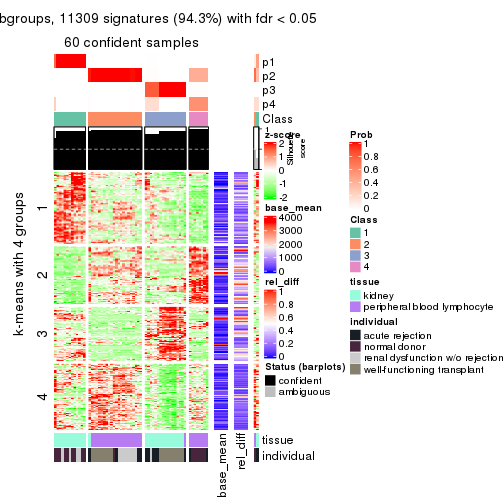 bgroups, 11309 signatures (94.3%) with fdr < 0.05
60 confident samples
p1
p2
p3
p4
Class
1
Silhouette
score
k-means with 4 groups
1
2
3
4
base_mean
rel_diff
tissue
individual
z-score
2
1
0
-1
-2
base_mean
4000
3000
2000
1000
0
rel_diff
1
0.8
0.6
0.4
0.2
0
Status (barplots)
confident
ambiguous
Prob
1
0.8
0.6
0.4
0.2
0
Class
1
2
3
4
tissue
kidney
peripheral blood lymphocyte
individual
acute rejection
normal donor
renal dysfunction w/o rejection
well-functioning transplant